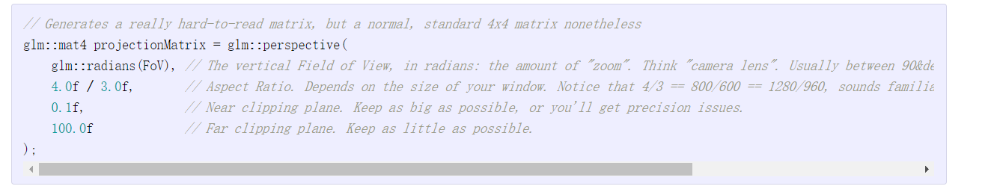 // Generates a really hard-to-read matrix, but a normal, standard 4x4 matrix nonetheless
glm::mat4 projectionMatrix = glm::perspective(
    glm::radians(FoV), // The vertical Field of View, in radians: the amount of "zoom". Think "camera lens". Usually between 90&de
    4.0f / 3.0f,       // Aspect Ratio. Depends on the size of your window. Notice that 4/3 == 800/600 == 1280/960, sounds familia
    0.1f,              // Near clipping plane. Keep as big as possible, or you'll get precision issues.
    100.0f             // Far clipping plane. Keep as little as possible.
);